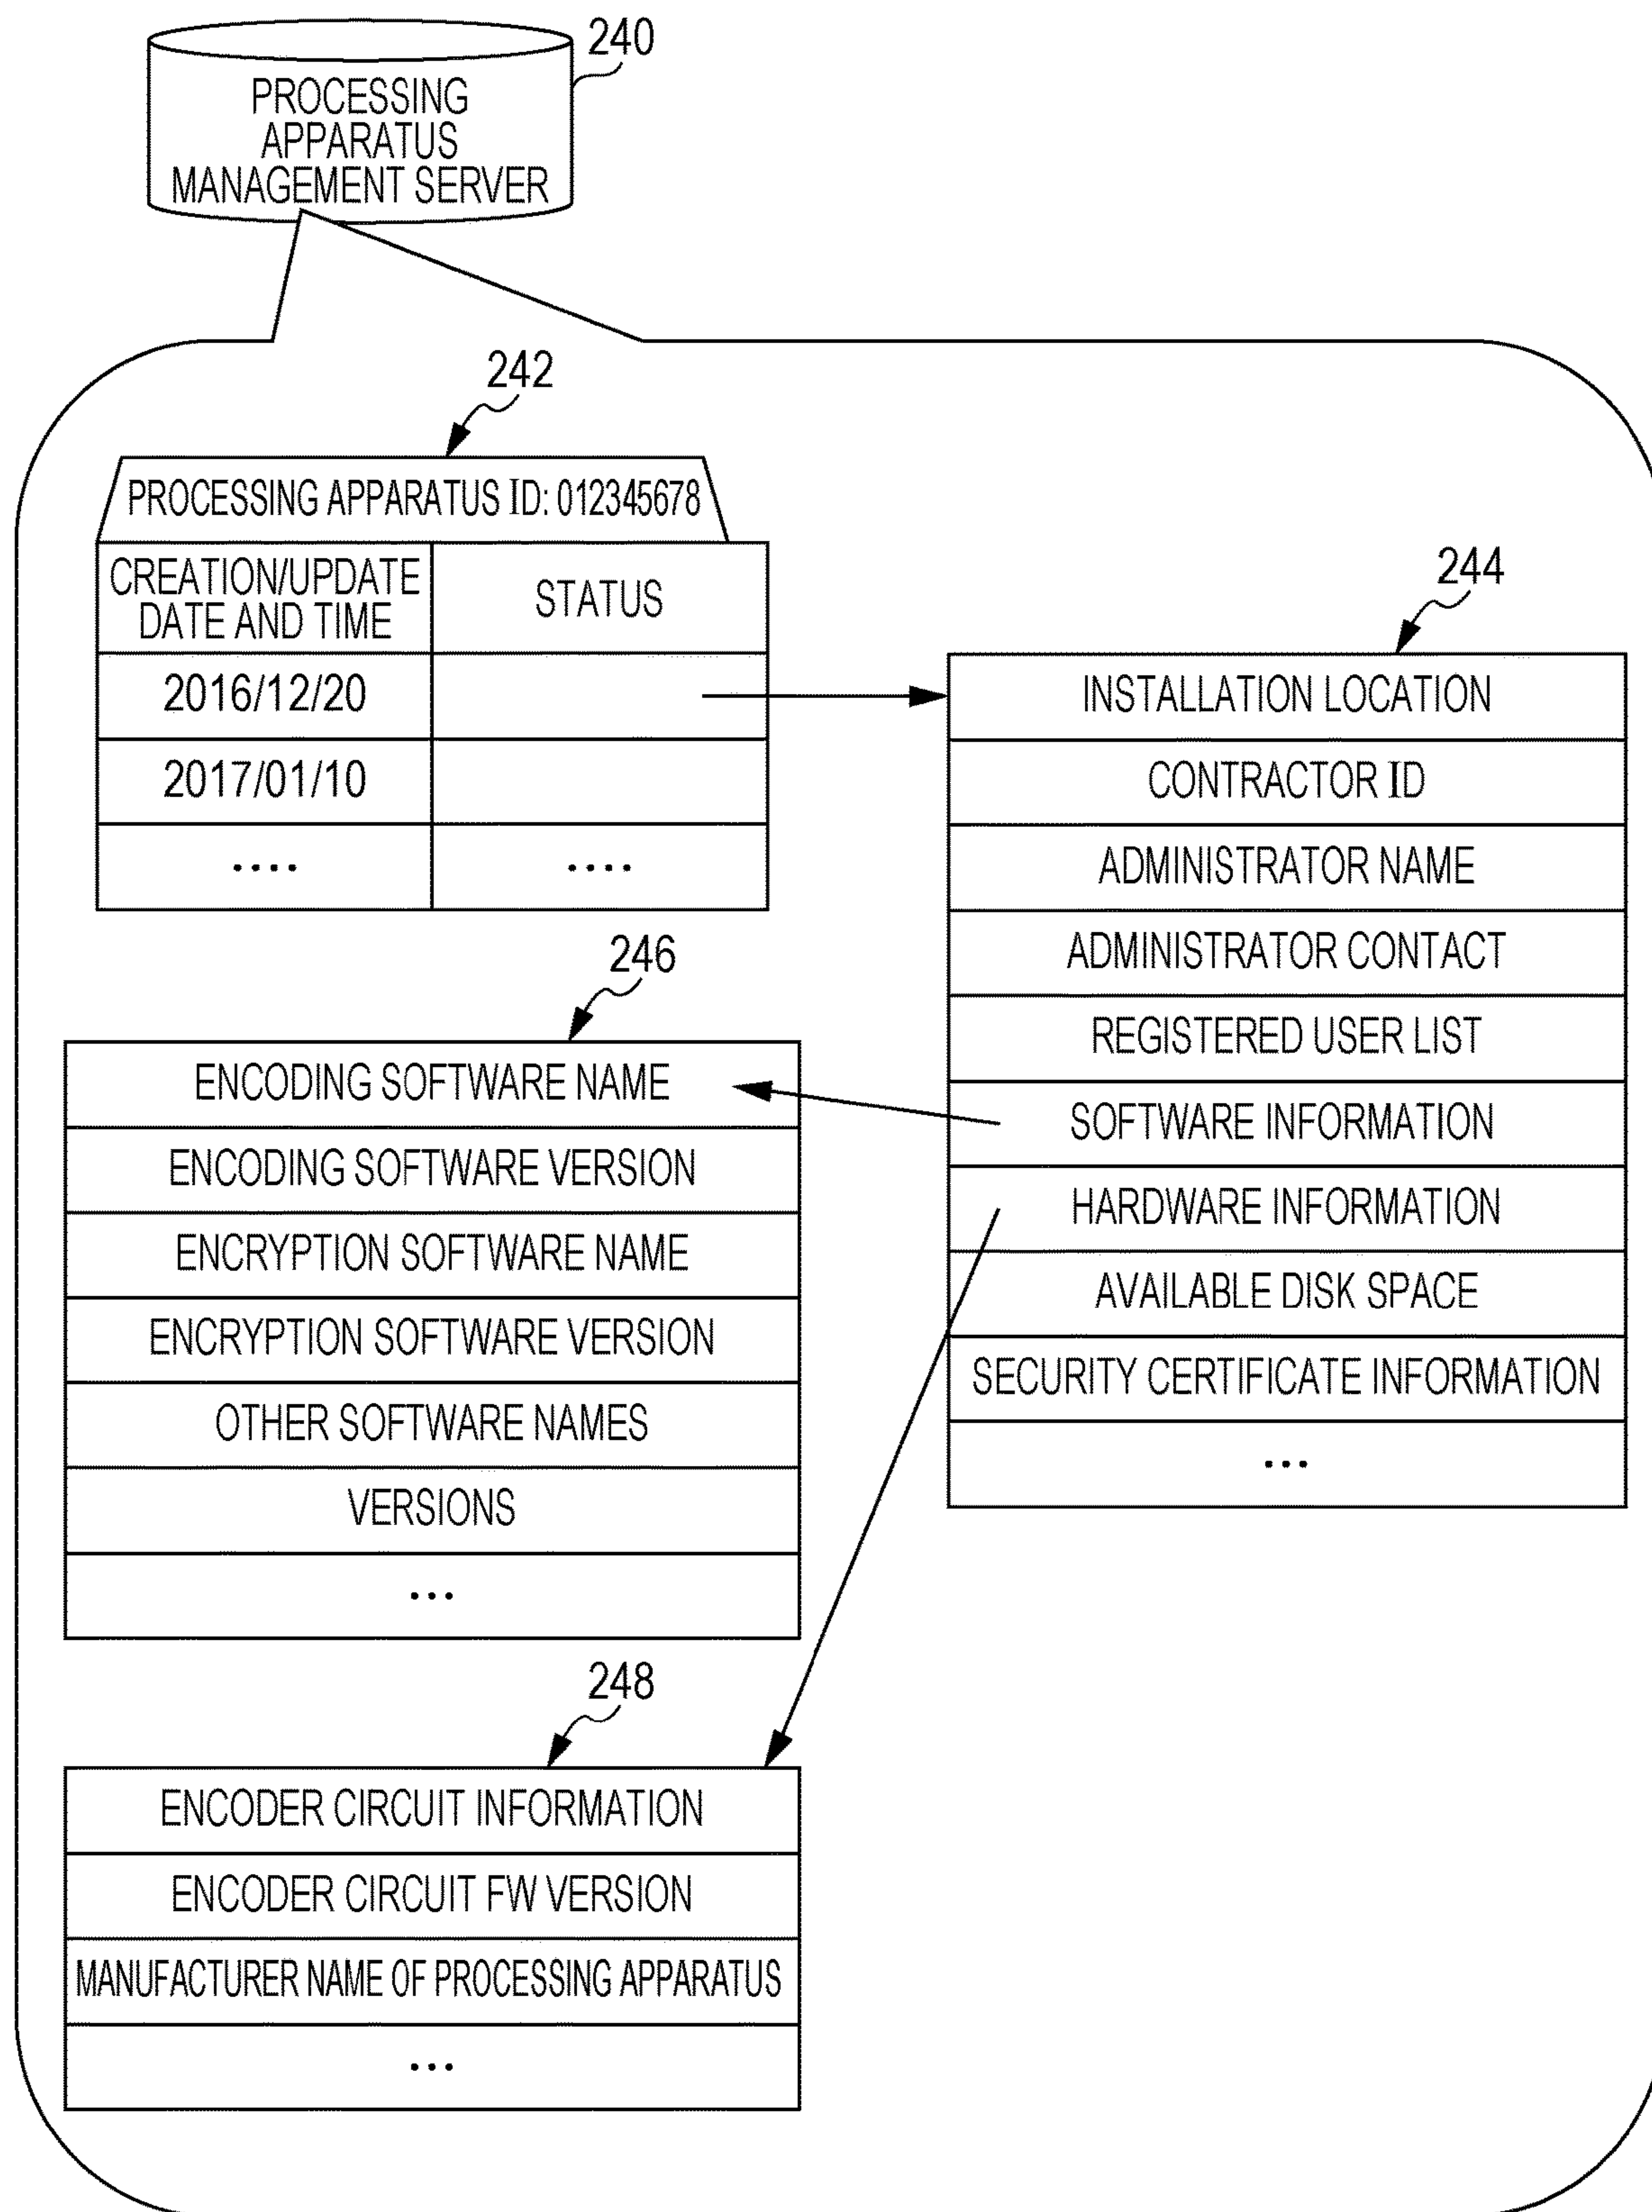 240
PROCESSING
APPARATUS
MANAGEMENT SERVER
242
PROCESSING APPARATUS ID: 012345678
CREATION/UPDATE
DATE AND TIME
STATUS
2016/12/20
2017/01/10
....
....
244
INSTALLATION LOCATION
CONTRACTOR ID
ADMINISTRATOR NAME
ADMINISTRATOR CONTACT
REGISTERED USER LIST
SOFTWARE INFORMATION
HARDWARE INFORMATION
AVAILABLE DISK SPACE
SECURITY CERTIFICATE INFORMATION
...
246
ENCODING SOFTWARE NAME
ENCODING SOFTWARE VERSION
ENCRYPTION SOFTWARE NAME
ENCRYPTION SOFTWARE VERSION
OTHER SOFTWARE NAMES
VERSIONS
...
248
ENCODER CIRCUIT INFORMATION
ENCODER CIRCUIT FW VERSION
MANUFACTURER NAME OF PROCESSING APPARATUS
...